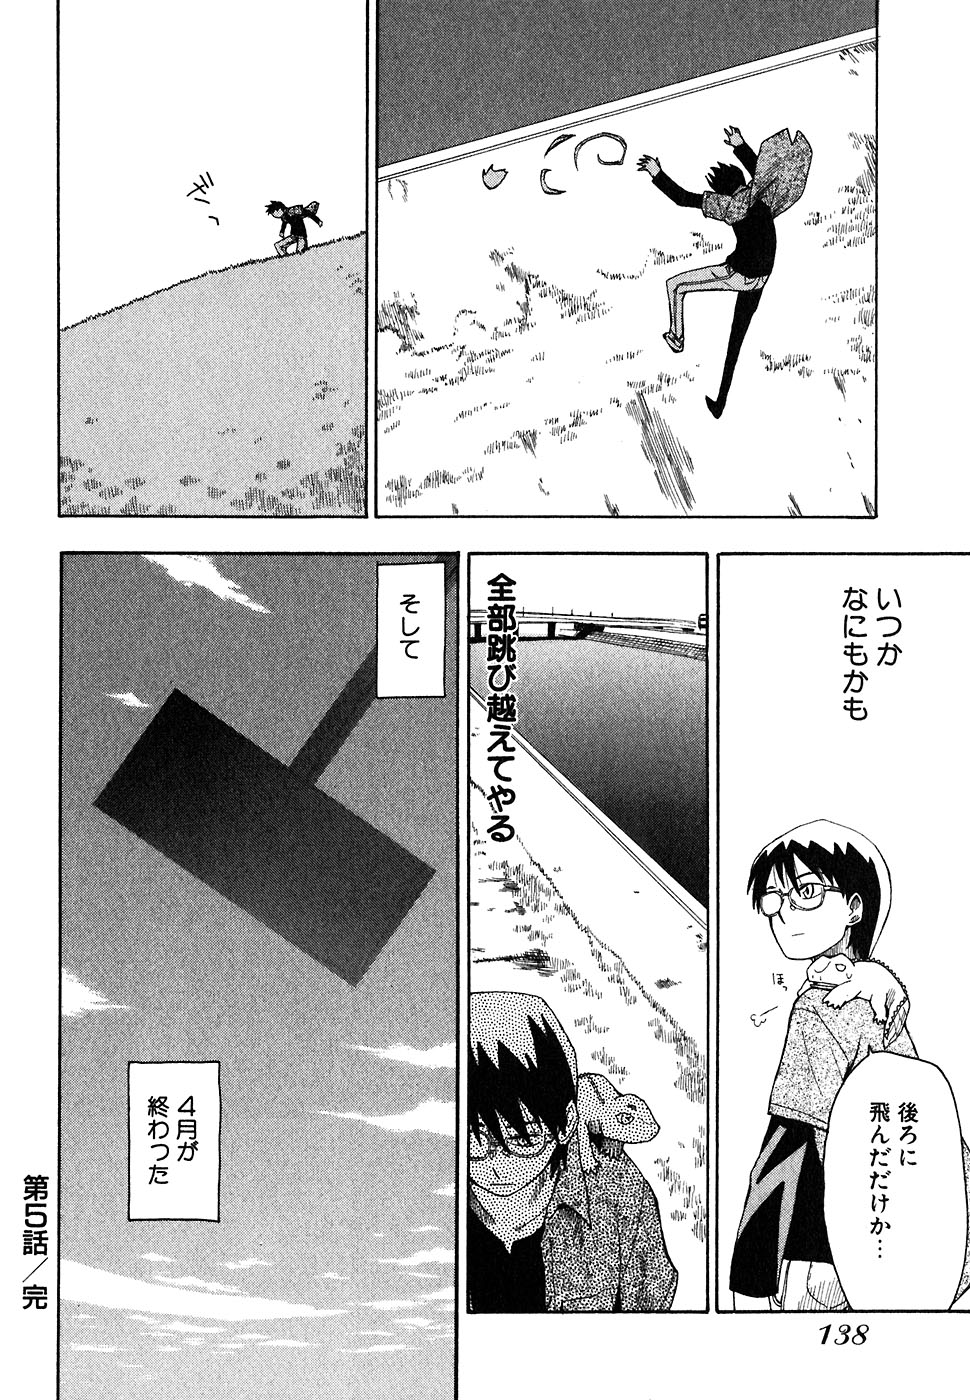 いつか
なにもかも
ほっ
後ろに
飛んだだけか…
全部跳び越えてやる
そして
4月が
終わった
第5話／完
138